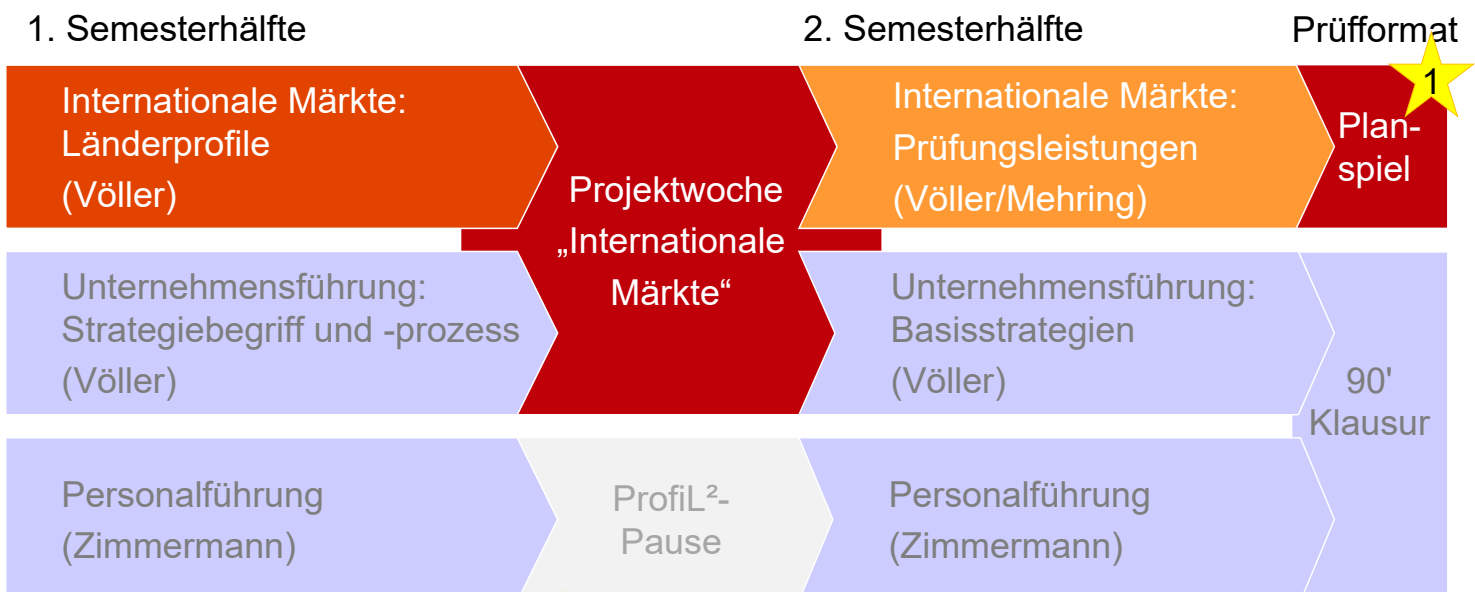 1. Semesterhälfte
2. Semesterhälfte
Prüfformat
1
Internationale Märkte:
Länderprofile
(Völler)
Projektwoche
„Internationale
Märkte“
Internationale Märkte:
Prüfungsleistungen
(Völler/Mehring)
Plan-
spiel
Unternehmensführung:
Strategiebegriff und -prozess
(Völler)
Unternehmensführung:
Basisstrategien
(Völler)
90'
Klausur
Personalführung
(Zimmermann)
ProfiL²-
Pause
Personalführung
(Zimmermann)